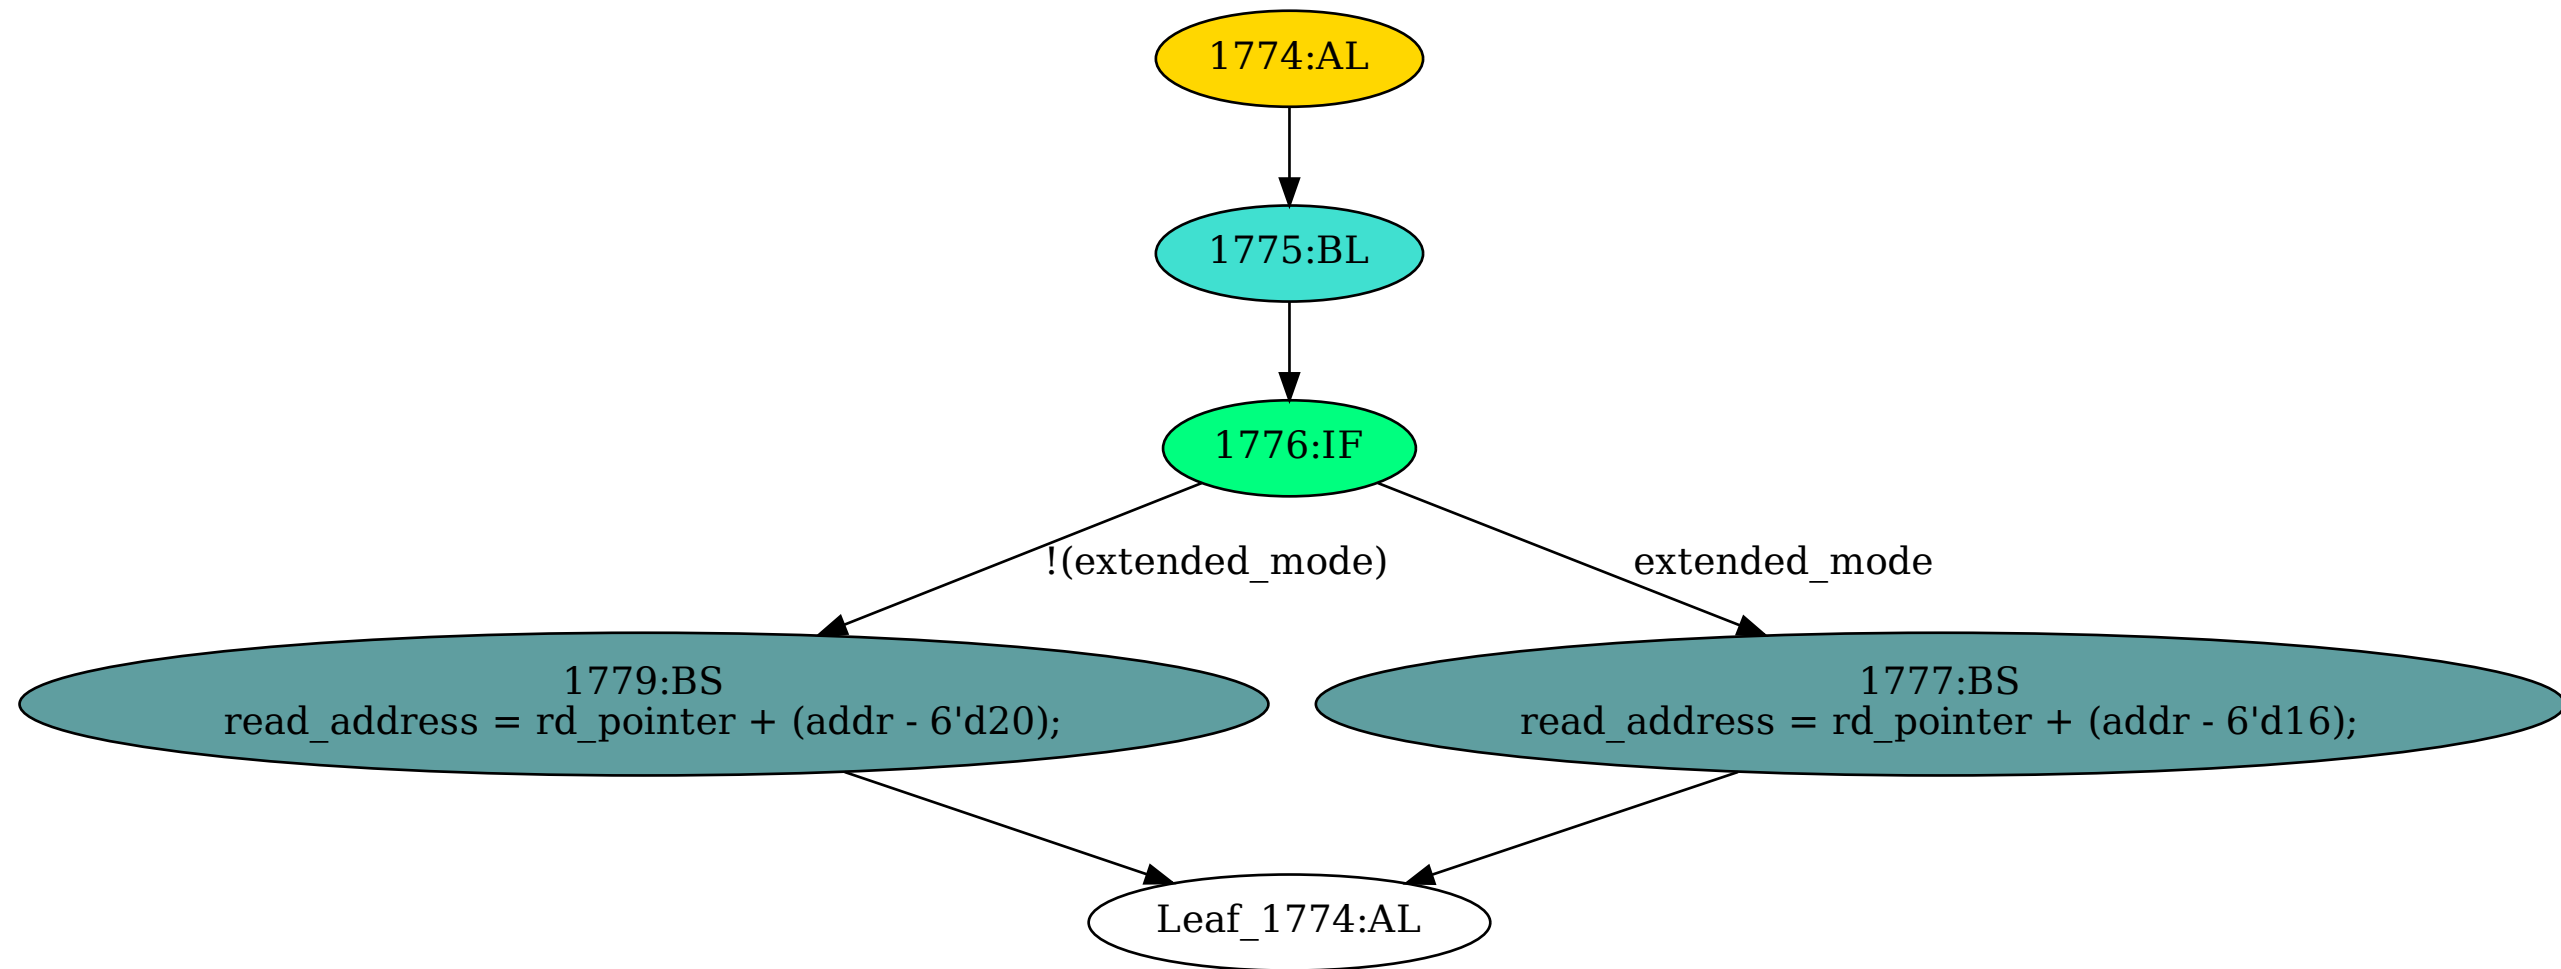 1774:AL
1775:BL
1776:IF
!(extended_mode)
extended_mode
1779:BS
read_address = rd_pointer + (addr - 6'd20);
1777:BS
read_address = rd_pointer + (addr - 6'd16);
Leaf_1774:AL